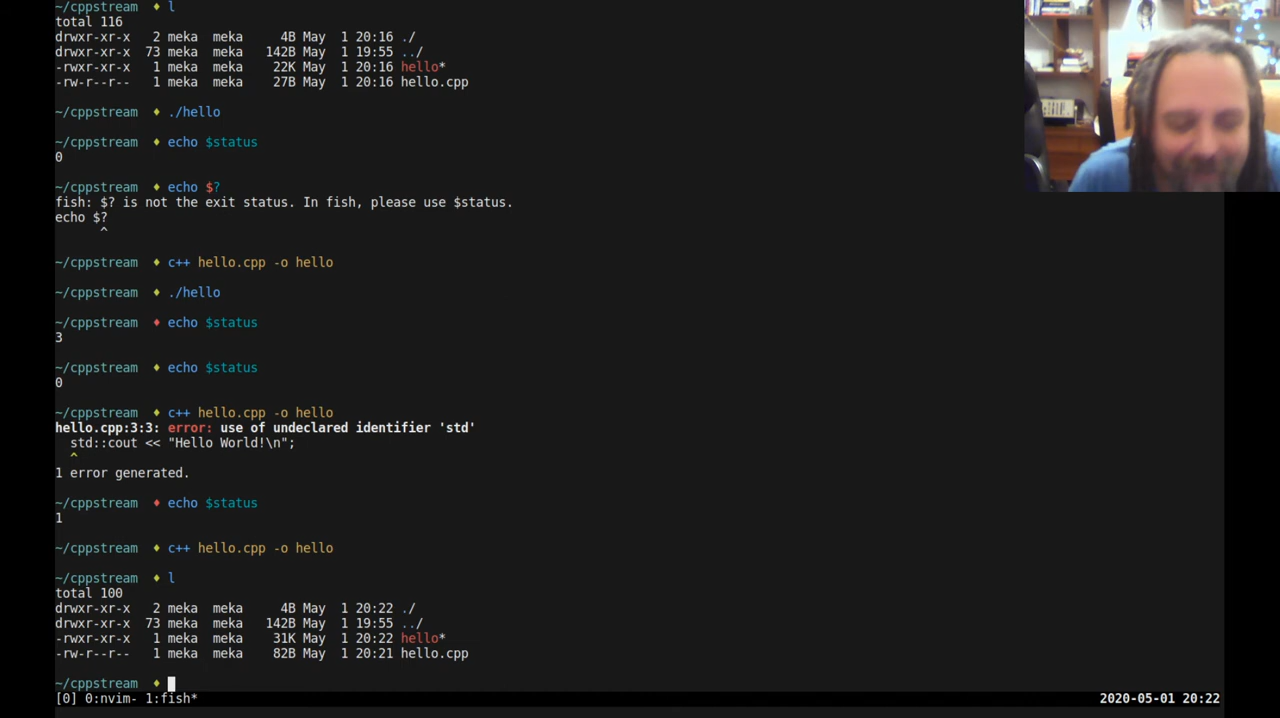 ~/cppstream ♦ l
total 116
drwxr-xr-x 2 meka meka 4B May 1 20:16 ./
drwxr-xr-x 73 meka meka 142B May 1 19:55 ../
-rwxr-xr-x 1 meka meka 22K May 1 20:16 hello*
-rw-r--r-- 1 meka meka 27B May 1 20:16 hello.cpp
~/cppstream ♦ ./hello
~/cppstream ♦ echo $status
0
~/cppstream ♦ echo $?
fish: $? is not the exit status. In fish, please use $status.
echo $?
^
~/cppstream ♦ c++ hello.cpp -o hello
~/cppstream ♦ ./hello
~/cppstream ♦ echo $status
3
~/cppstream ♦ echo $status
0
~/cppstream ♦ c++ hello.cpp -o hello
hello.cpp:3:3: error: use of undeclared identifier 'std'
std::cout << "Hello World!\n";
^
1 error generated.
~/cppstream ♦ echo $status
1
~/cppstream ♦ c++ hello.cpp -o hello
~/cppstream ♦ l
total 100
drwxr-xr-x 2 meka meka 4B May 1 20:22 ./
drwxr-xr-x 73 meka meka 142B May 1 19:55 ../
-rwxr-xr-x 1 meka meka 31K May 1 20:22 hello*
-rw-r--r-- 1 meka meka 82B May 1 20:21 hello.cpp
~/cppstream ♦
[0] 0:nvim- 1:fish* 2020-05-01 20:22